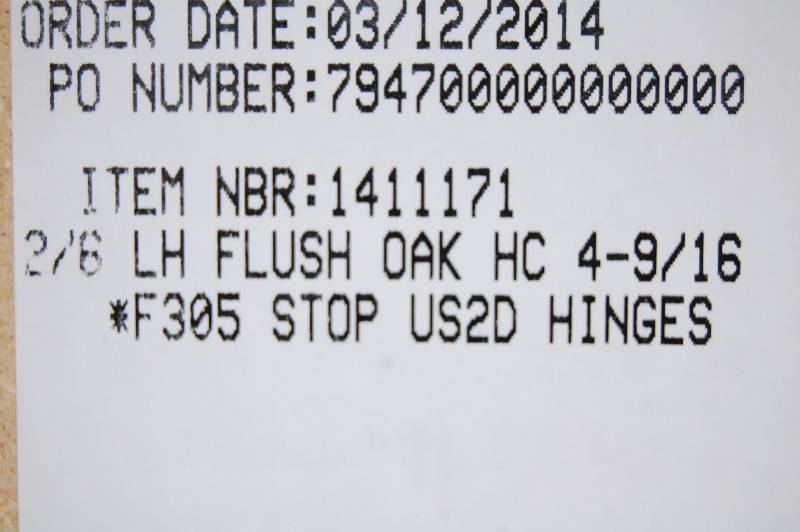 ORDER DATE:03/12/2014
PO NUMBER:794700000000000
ITEM NBR:1411171
2/6 LH FLUSH OAK HC 4-9/16
*F305 STOP US2D HINGES